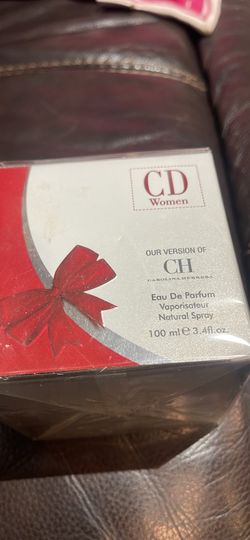 CD
Women
OUR VERSION OF
CH
CAROLINA HERRERA
Eau De Parfum
Vaporisateur
Natural Spray
100 ml ℮ 3.4fl.oz.